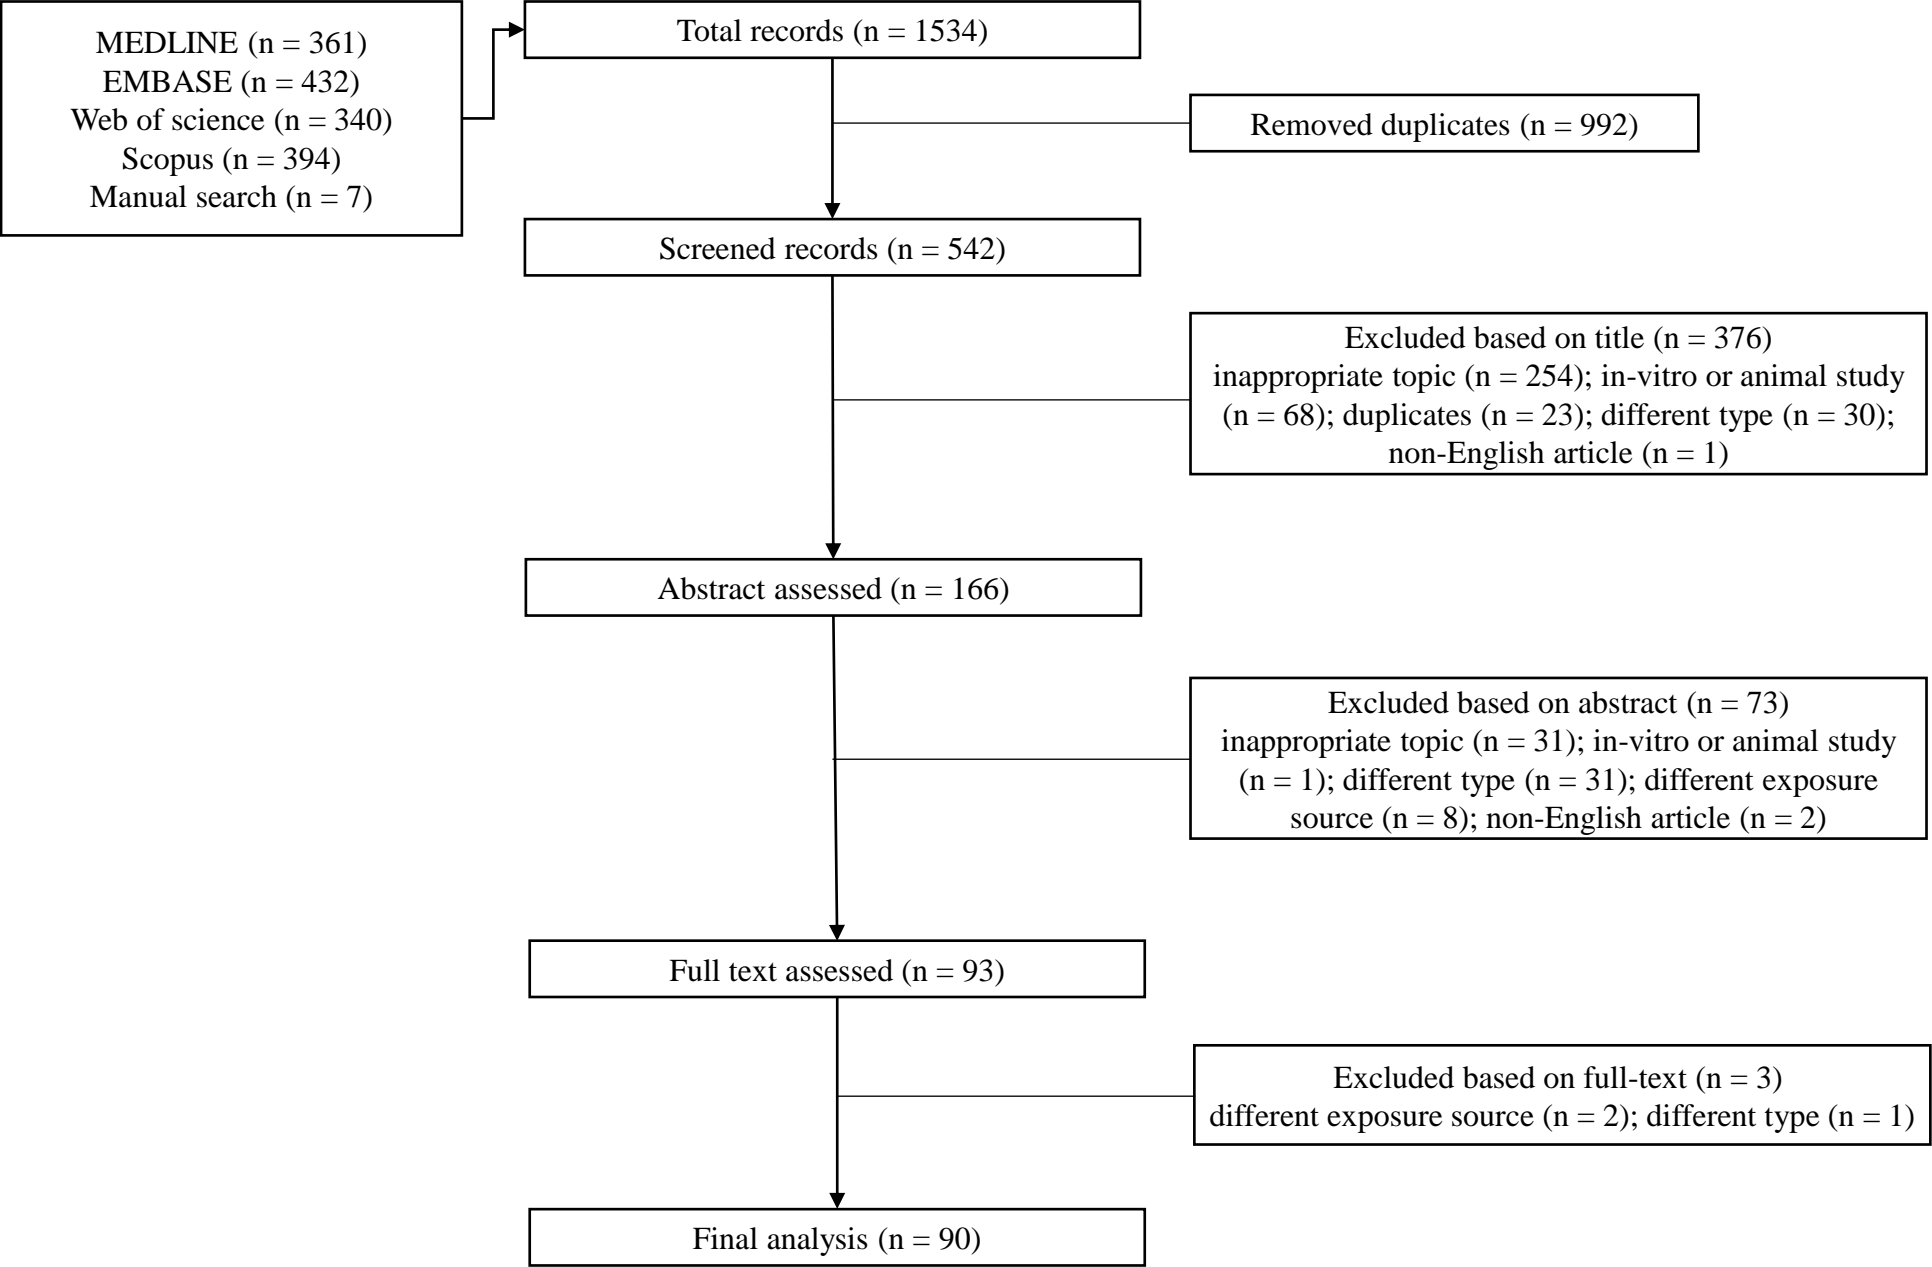 MEDLINE (n = 361)
EMBASE (n = 432)
Web of science (n = 340)
Scopus (n = 394)
Manual search (n = 7)
Total records (n = 1534)
Removed duplicates (n = 992)
Screened records (n = 542)
Excluded based on title (n = 376)
inappropriate topic (n = 254); in-vitro or animal study
(n = 68); duplicates (n = 23); different type (n = 30);
non-English article (n = 1)
Abstract assessed (n = 166)
Excluded based on abstract (n = 73)
inappropriate topic (n = 31); in-vitro or animal study
(n = 1); different type (n = 31); different exposure
source (n = 8); non-English article (n = 2)
Full text assessed (n = 93)
Excluded based on full-text (n = 3)
different exposure source (n = 2); different type (n = 1)
Final analysis (n = 90)